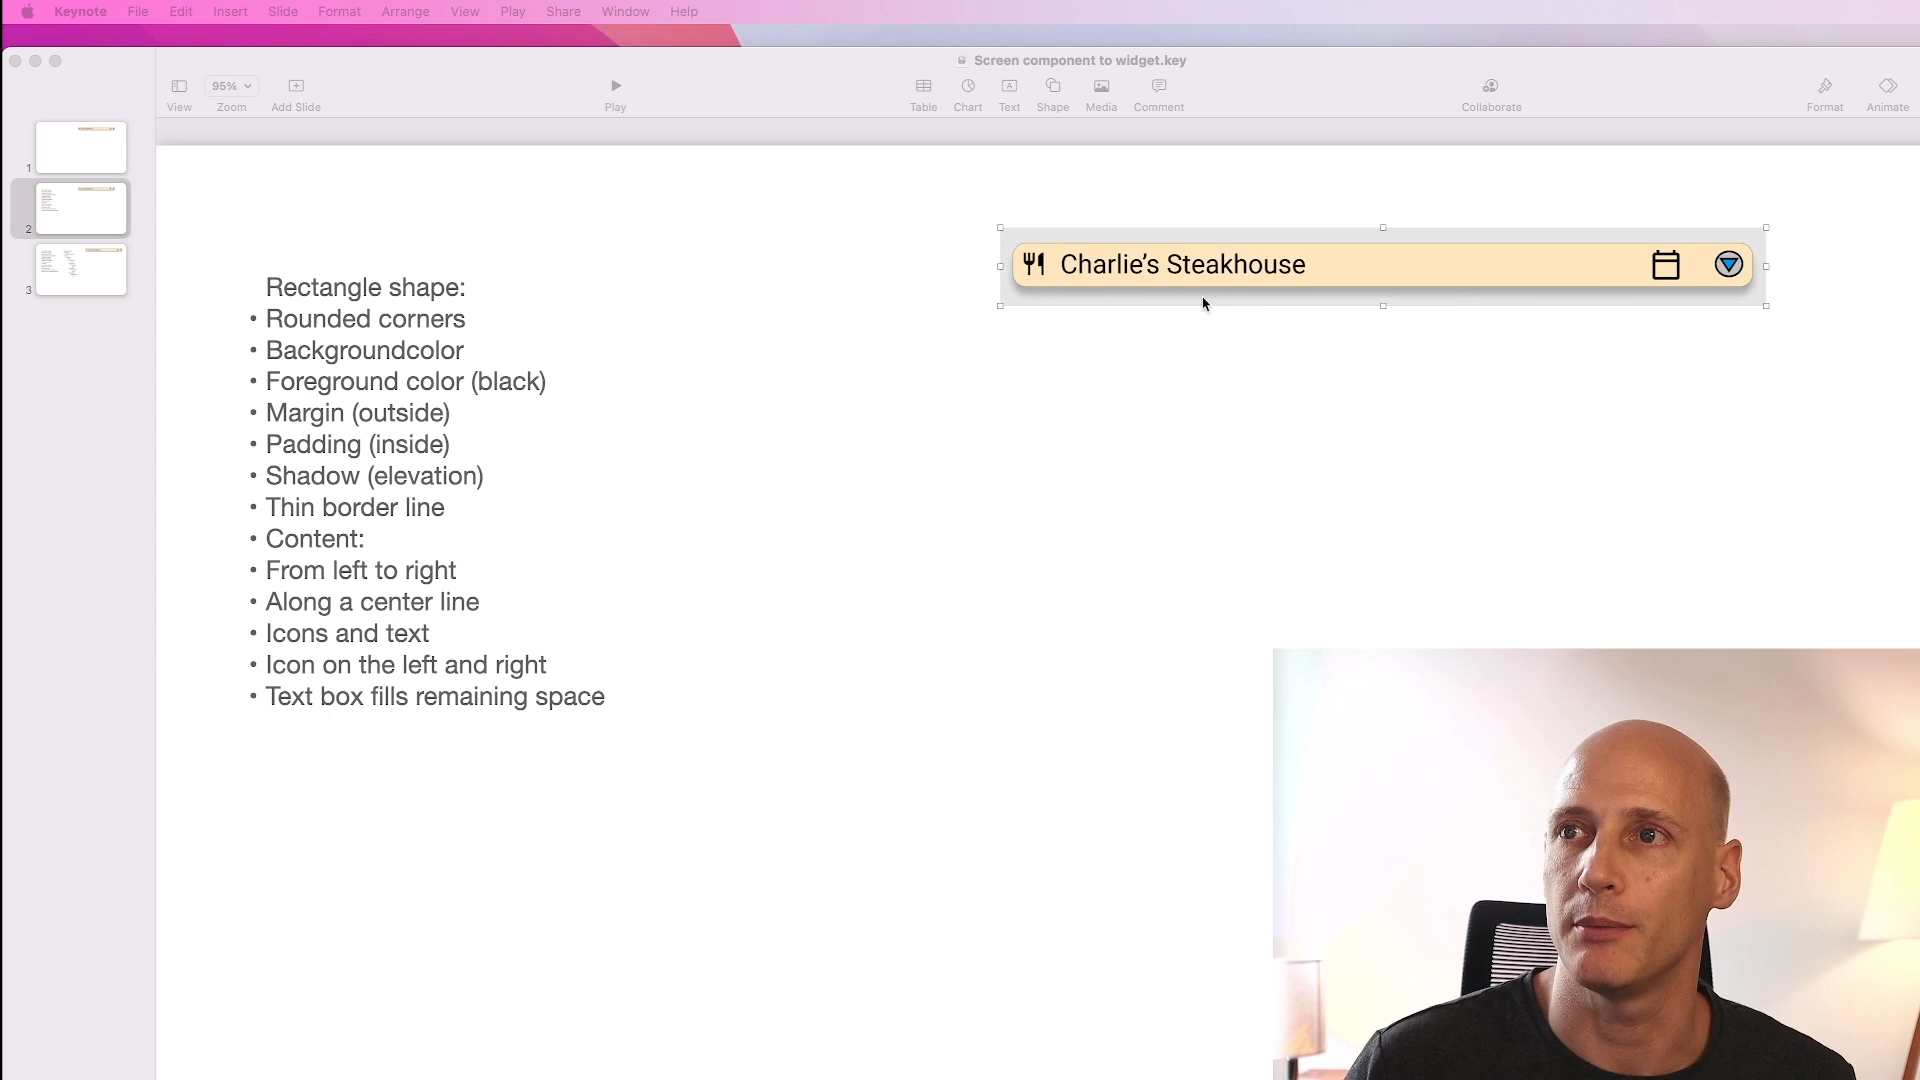 Keynote File Edit Insert Slide Format Arrange View Play Share Window Help
Screen component to widget.key
95%
View Zoom Add Slide Play Table Chart Text Shape Media Comment Collaborate Format Animate
1
2
3
Charlie’s Steakhouse
Rectangle shape:
• Rounded corners
• Backgroundcolor
• Foreground color (black)
• Margin (outside)
• Padding (inside)
• Shadow (elevation)
• Thin border line
• Content:
• From left to right
• Along a center line
• Icons and text
• Icon on the left and right
• Text box fills remaining space